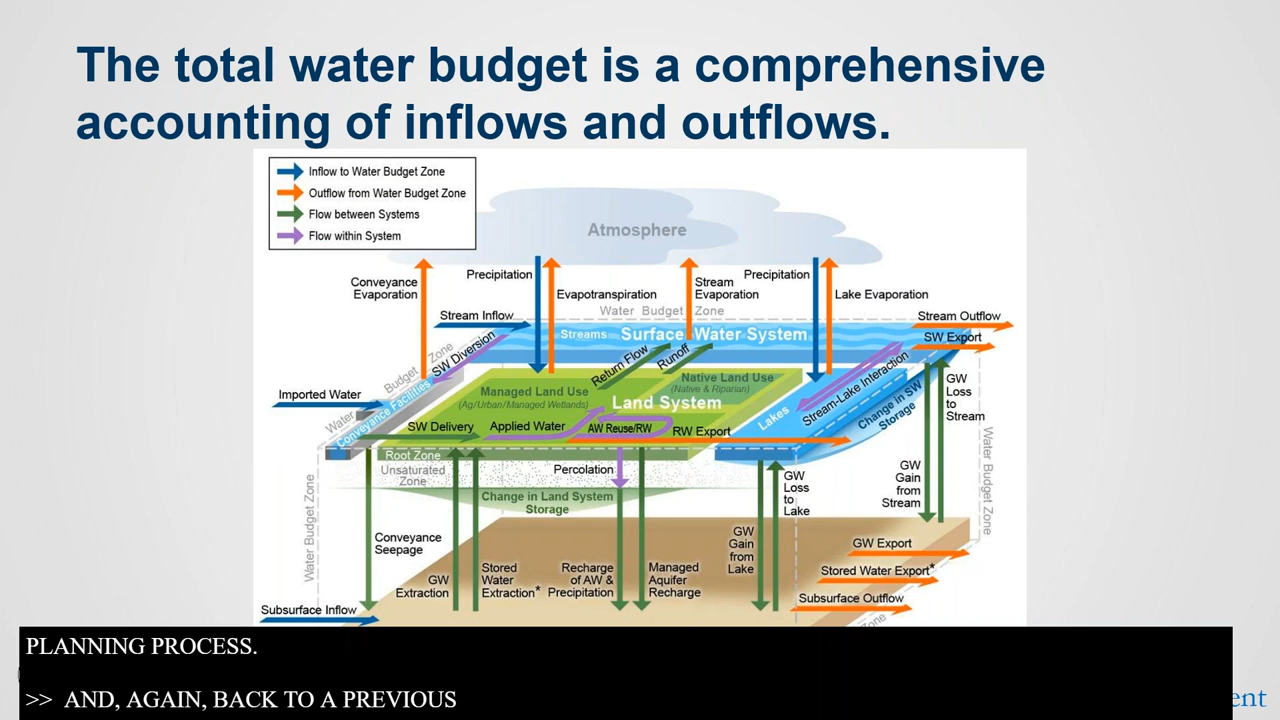 The total water budget is a comprehensive
accounting of inflows and outflows.
Inflow to Water Budget Zone
Outflow from Water Budget Zone
Flow between Systems
Flow within System
Atmosphere
Conveyance
Evaporation
Precipitation
Evapotranspiration
Stream
Evaporation
Precipitation
Lake Evaporation
Water Budget Zone
Stream Inflow
Streams
Surface Water System
Stream Outflow
SW Export
SW Diversion
Return Flow
Runoff
Water Budget Zone
Imported Water
Conveyance Facilities
Managed Land Use
(Ag/Urban/Managed Wetlands)
Native Land Use
(Native & Riparian)
Land System
Stream-Lake Interaction
Lakes
Change in SW
Storage
GW
Loss
to
Stream
SW Delivery
Applied Water
AW Reuse/RW
RW Export
Root Zone
Unsaturated
Zone
Percolation
Change in Land System
Storage
GW
Loss
to
Lake
GW
Gain
from
Stream
Water Budget Zone
Water Budget Zone
Conveyance
Seepage
GW
Extraction
Stored
Water
Extraction*
Recharge
of AW &
Precipitation
Managed
Aquifer
Recharge
GW
Gain
from
Lake
GW Export
Stored Water Export*
Subsurface Outflow
Subsurface Inflow
Zone
PLANNING PROCESS.
>> AND, AGAIN, BACK TO A PREVIOUS